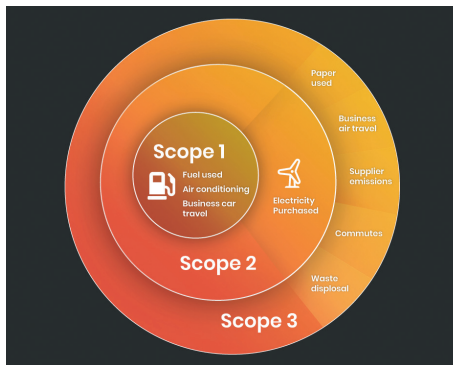 Scope 1
Fuel used
Air conditioning
Business car
travel
Electricity
Purchased
Scope 2
Paper
used
Business
air travel
Supplier
emissions
Commutes
Waste
displosal
Scope 3